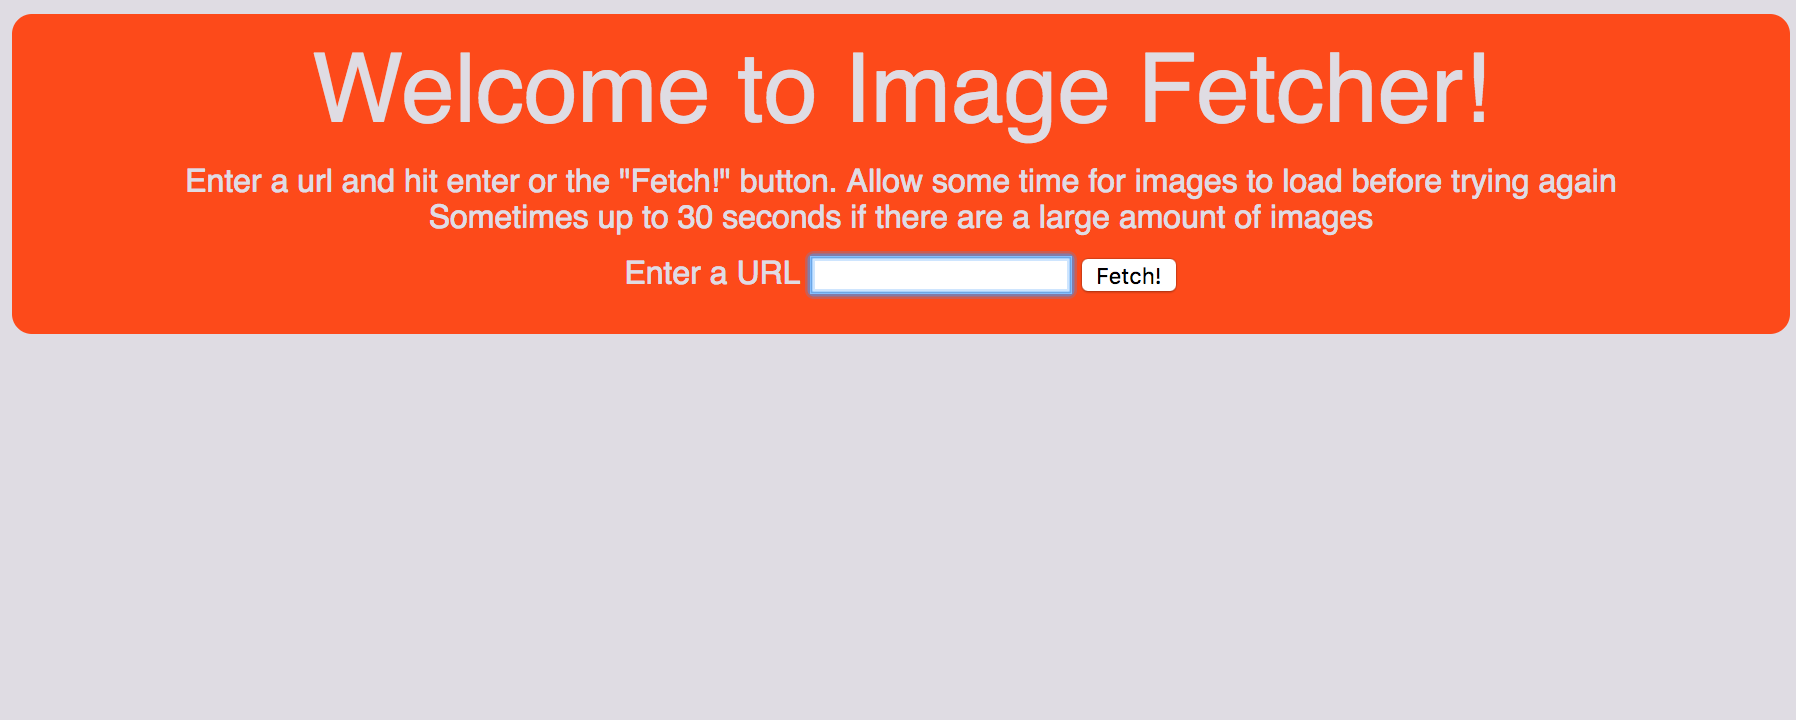 Welcome to Image Fetcher!
Enter a url and hit enter or the "Fetch!" button. Allow some time for images to load before trying again
Sometimes up to 30 seconds if there are a large amount of images
Enter a URL Fetch!